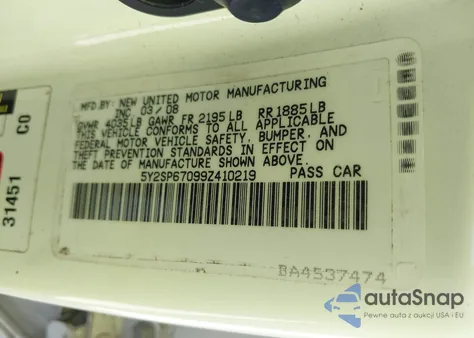 MFD. BY: NEW UNITED MOTOR MANUFACTURING
INC 03/08
GVWR 4035LB GAWR FR 2195LB RR1885LB
THIS VEHICLE CONFORMS TO ALL APPLICABLE
FEDERAL MOTOR VEHICLE SAFETY, BUMPER, AND
THEFT PREVENTION STANDARDS IN EFFECT ON
THE DATE OF MANUFACTURE SHOWN ABOVE.
5Y2SP67099Z410219 PASS CAR
BA4537474
31451 CO
autoSnap
Pewne auta z aukcji USA i EU